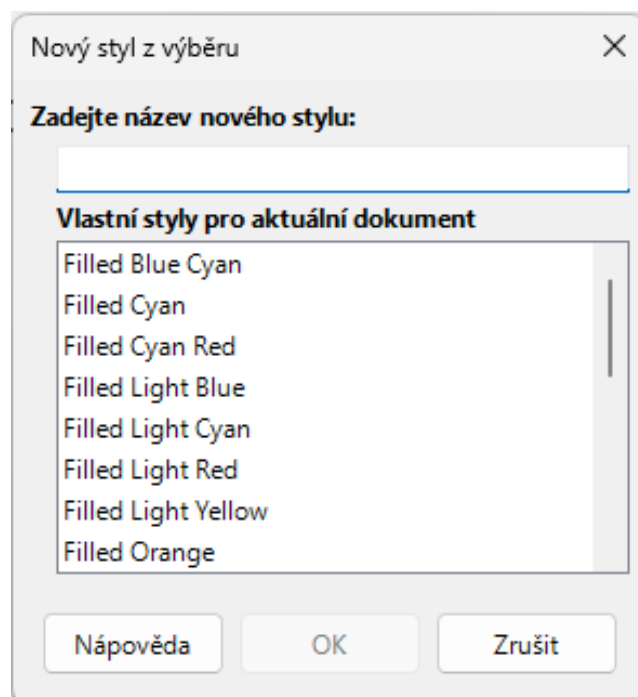 Nový styl z výběru
Zadejte název nového stylu:
Vlastní styly pro aktuální dokument
Filled Blue Cyan
Filled Cyan
Filled Cyan Red
Filled Light Blue
Filled Light Cyan
Filled Light Red
Filled Light Yellow
Filled Orange
Nápověda
OK
Zrušit